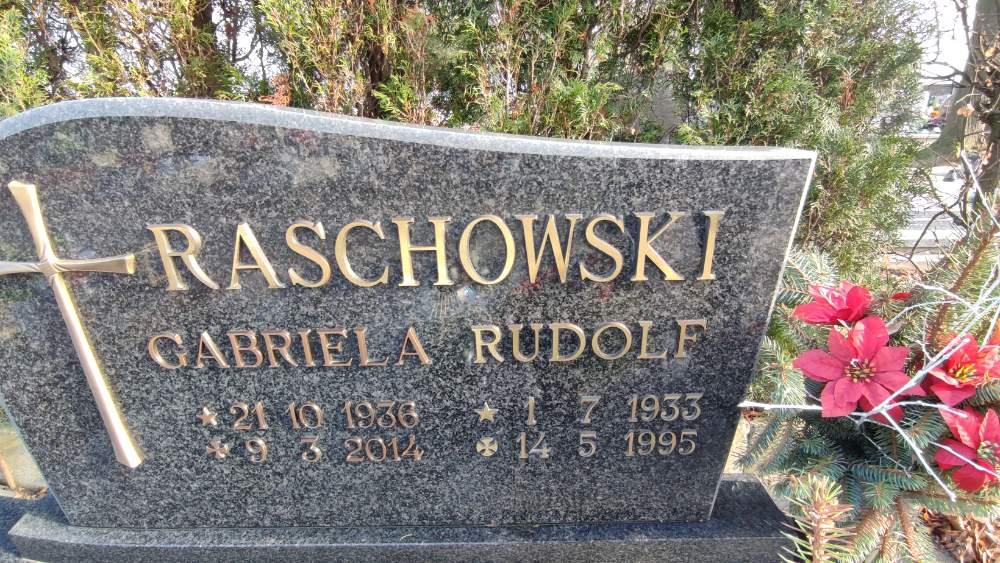 RASCHOWSKI
GABRIELA RUDOLF
21 10 1936 1 7 1933
9 3 2014 14 5 1995